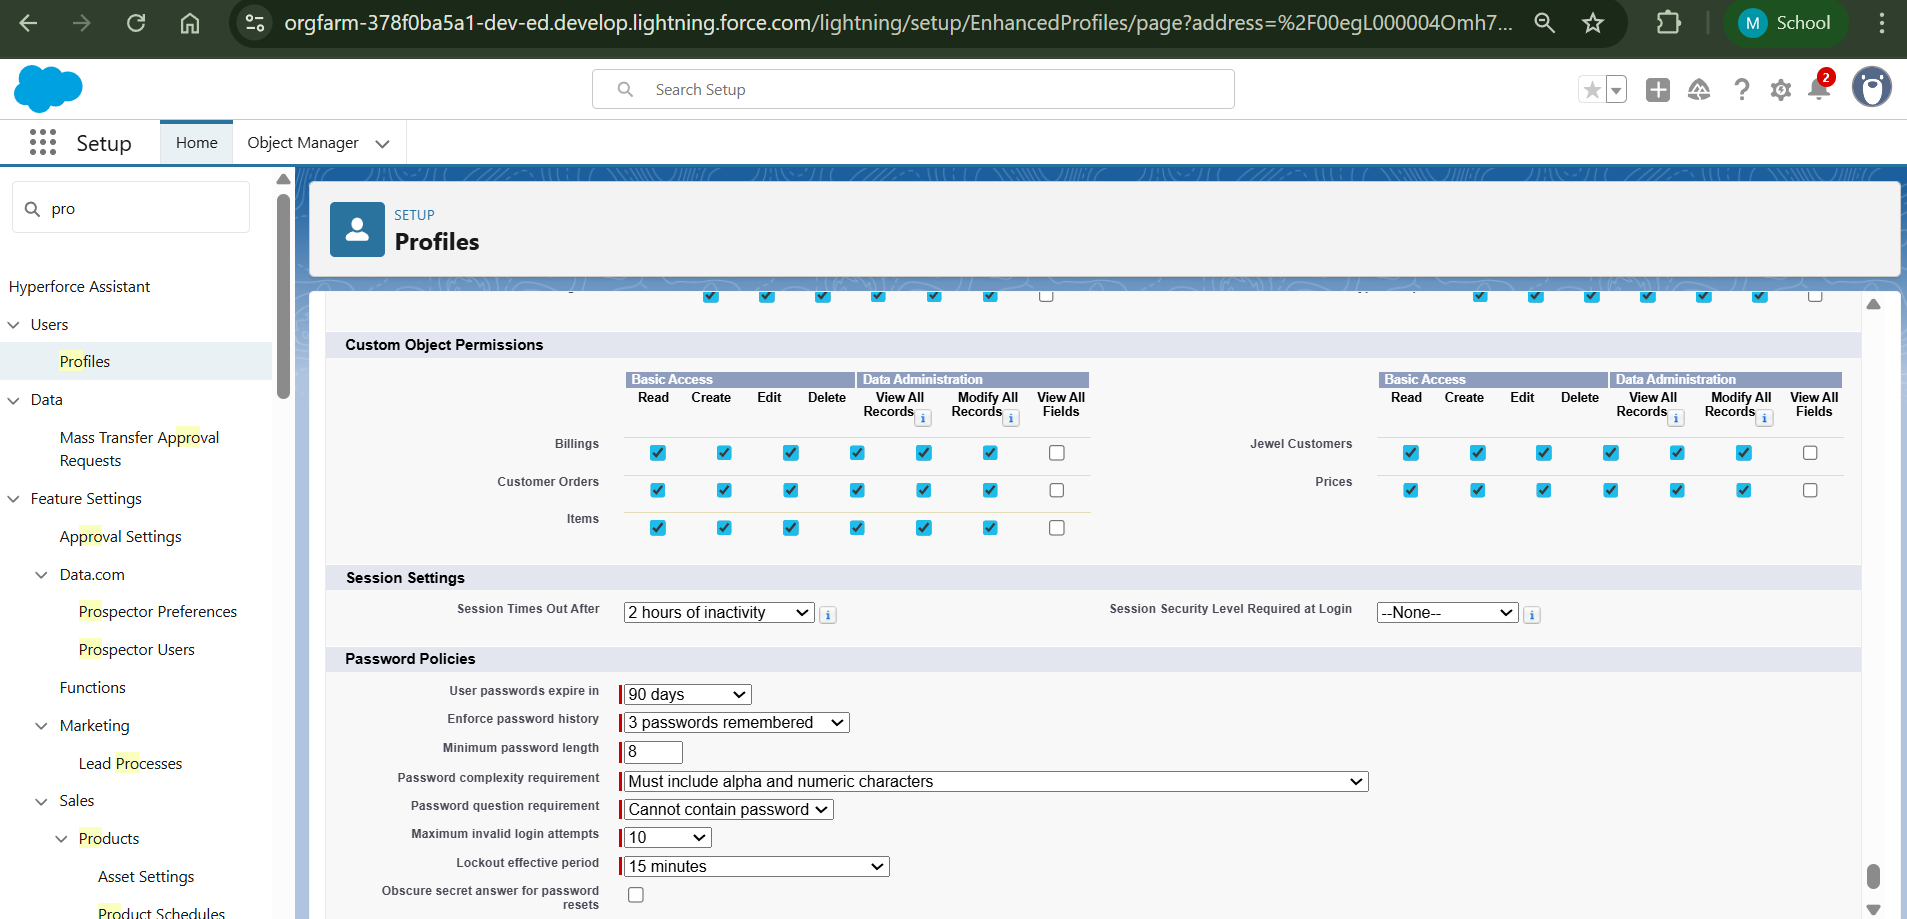 orgfarm-378f0ba5a1-dev-ed.develop.lightning.force.com/lightning/setup/EnhancedProfiles/page?address=%2F00egL000004Omh7...
M School
Search Setup
2
Setup Home Object Manager
pro
Hyperforce Assistant
Users
Profiles
Data
Mass Transfer Approval
Requests
Feature Settings
Approval Settings
Data.com
Prospector Preferences
Prospector Users
Functions
Marketing
Lead Processes
Sales
Products
Asset Settings
Product Schedules
SETUP
Profiles
Custom Object Permissions
Basic Access Data Administration
Read Create Edit Delete View All Records i Modify All Records i View All Fields
Billings
Customer Orders
Items
Basic Access Data Administration
Read Create Edit Delete View All Records i Modify All Records i View All Fields
Jewel Customers
Prices
Session Settings
Session Times Out After 2 hours of inactivity i Session Security Level Required at Login --None-- i
Password Policies
User passwords expire in 90 days
Enforce password history 3 passwords remembered
Minimum password length 8
Password complexity requirement Must include alpha and numeric characters
Password question requirement Cannot contain password
Maximum invalid login attempts 10
Lockout effective period 15 minutes
Obscure secret answer for password
resets